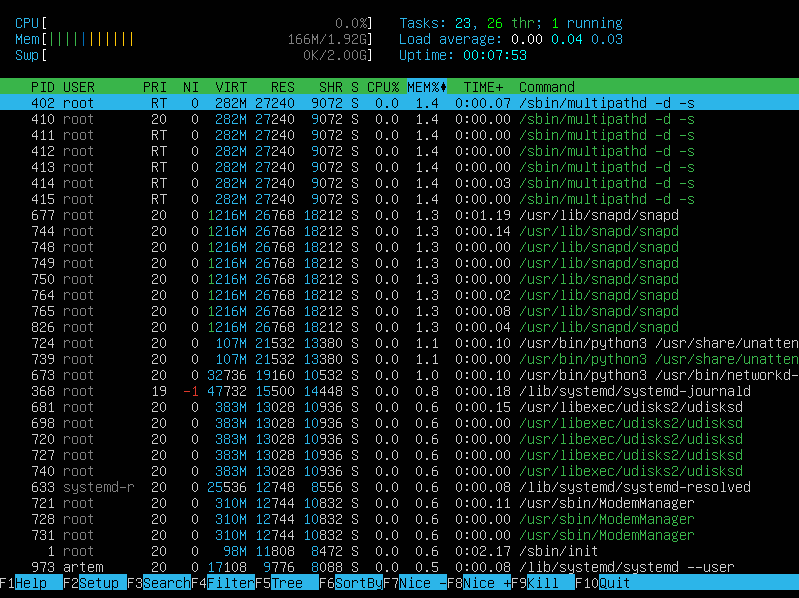 CPU[ 0.0%] Tasks: 23, 26 thr; 1 running
Mem[||||||||||| 166M/1.92G] Load average: 0.00 0.04 0.03
Swp[ 0K/2.00G] Uptime: 00:07:53
PID USER PRI NI VIRT RES SHR S CPU% MEM%♦ TIME+ Command
402 root RT 0 282M 27240 9072 S 0.0 1.4 0:00.07 /sbin/multipathd -d -s
410 root 20 0 282M 27240 9072 S 0.0 1.4 0:00.00 /sbin/multipathd -d -s
411 root RT 0 282M 27240 9072 S 0.0 1.4 0:00.00 /sbin/multipathd -d -s
412 root RT 0 282M 27240 9072 S 0.0 1.4 0:00.00 /sbin/multipathd -d -s
413 root RT 0 282M 27240 9072 S 0.0 1.4 0:00.00 /sbin/multipathd -d -s
414 root RT 0 282M 27240 9072 S 0.0 1.4 0:00.03 /sbin/multipathd -d -s
415 root RT 0 282M 27240 9072 S 0.0 1.4 0:00.00 /sbin/multipathd -d -s
677 root 20 0 1216M 26768 18212 S 0.0 1.3 0:01.19 /usr/lib/snapd/snapd
744 root 20 0 1216M 26768 18212 S 0.0 1.3 0:00.14 /usr/lib/snapd/snapd
748 root 20 0 1216M 26768 18212 S 0.0 1.3 0:00.00 /usr/lib/snapd/snapd
749 root 20 0 1216M 26768 18212 S 0.0 1.3 0:00.00 /usr/lib/snapd/snapd
750 root 20 0 1216M 26768 18212 S 0.0 1.3 0:00.00 /usr/lib/snapd/snapd
764 root 20 0 1216M 26768 18212 S 0.0 1.3 0:00.02 /usr/lib/snapd/snapd
765 root 20 0 1216M 26768 18212 S 0.0 1.3 0:00.08 /usr/lib/snapd/snapd
826 root 20 0 1216M 26768 18212 S 0.0 1.3 0:00.04 /usr/lib/snapd/snapd
724 root 20 0 107M 21532 13380 S 0.0 1.1 0:00.10 /usr/bin/python3 /usr/share/unatten
739 root 20 0 107M 21532 13380 S 0.0 1.1 0:00.00 /usr/bin/python3 /usr/share/unatten
673 root 20 0 32736 19160 10532 S 0.0 1.0 0:00.10 /usr/bin/python3 /usr/bin/networkd-
368 root 19 -1 47732 15500 14448 S 0.0 0.8 0:00.18 /lib/systemd/systemd-journald
681 root 20 0 383M 13028 10936 S 0.0 0.6 0:00.15 /usr/libexec/udisks2/udisksd
698 root 20 0 383M 13028 10936 S 0.0 0.6 0:00.00 /usr/libexec/udisks2/udisksd
720 root 20 0 383M 13028 10936 S 0.0 0.6 0:00.00 /usr/libexec/udisks2/udisksd
727 root 20 0 383M 13028 10936 S 0.0 0.6 0:00.00 /usr/libexec/udisks2/udisksd
740 root 20 0 383M 13028 10936 S 0.0 0.6 0:00.00 /usr/libexec/udisks2/udisksd
633 systemd-r 20 0 25536 12748 8556 S 0.0 0.6 0:00.08 /lib/systemd/systemd-resolved
721 root 20 0 310M 12744 10832 S 0.0 0.6 0:00.11 /usr/sbin/ModemManager
728 root 20 0 310M 12744 10832 S 0.0 0.6 0:00.00 /usr/sbin/ModemManager
731 root 20 0 310M 12744 10832 S 0.0 0.6 0:00.00 /usr/sbin/ModemManager
1 root 20 0 98M 11808 8472 S 0.0 0.6 0:02.17 /sbin/init
973 artem 20 0 17108 9776 8088 S 0.0 0.5 0:00.08 /lib/systemd/systemd --user
F1Help F2Setup F3SearchF4FilterF5Tree F6SortByF7Nice -F8Nice +F9Kill F10Quit